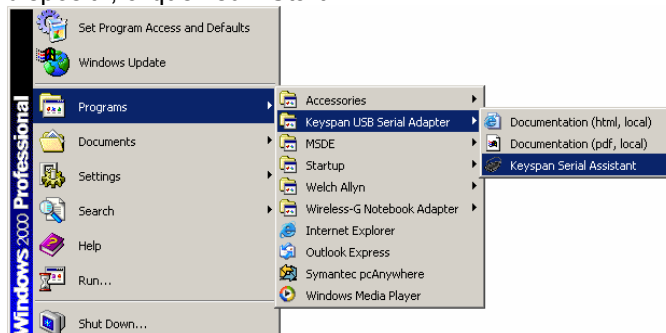 Set Program Access and Defaults
Windows Update
Programs
Documents
Settings
Search
Help
Run...
Shut Down...
Windows 2000 Professional
Accessories
Keyspan USB Serial Adapter
MSDE
Startup
Welch Allyn
Wireless-G Notebook Adapter
Internet Explorer
Outlook Express
Symantec pcAnywhere
Windows Media Player
Documentation (html, local)
Documentation (pdf, local)
Keyspan Serial Assistant